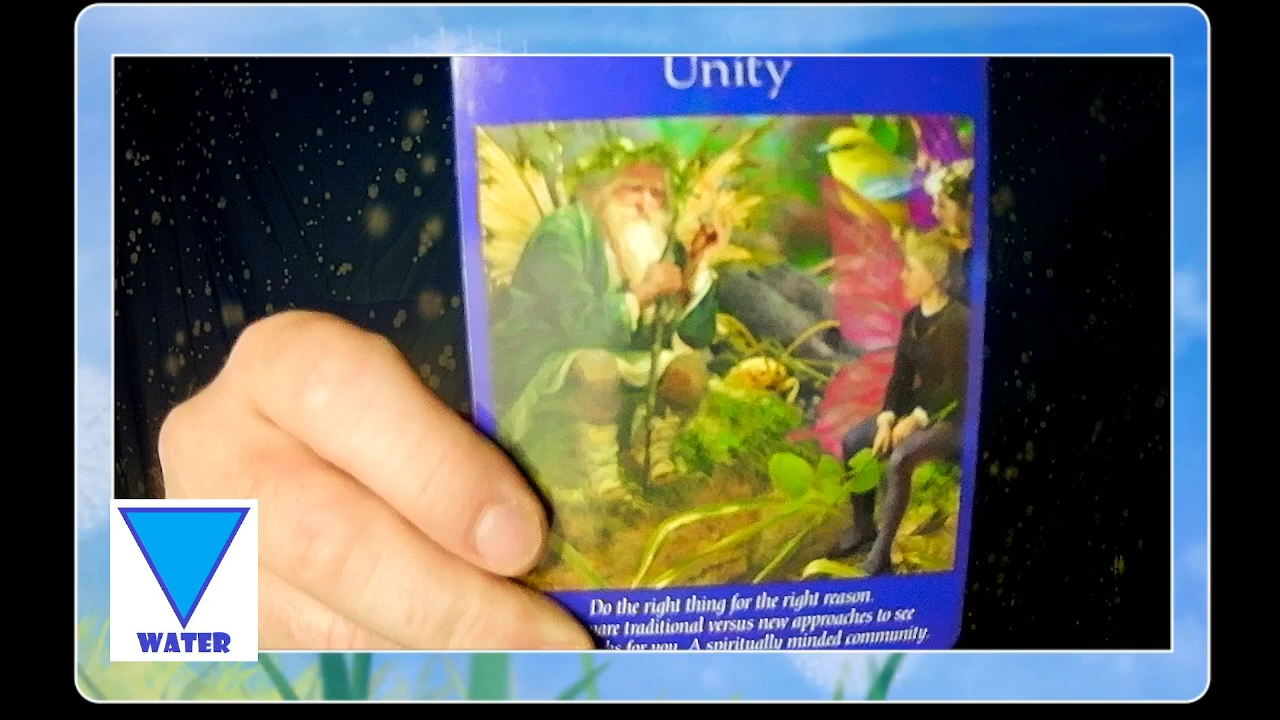 Unity
Do the right thing for the right reason.
traditional versus new approaches to see
for you. A spiritually minded community.
WATER